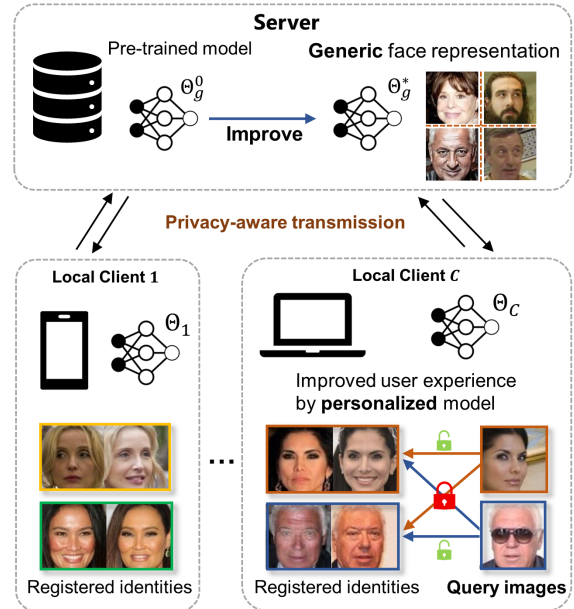 Server
Pre-trained model
Generic face representation
Θ_g^0
Θ_g^*
Improve
Privacy-aware transmission
Local Client 1
Local Client C
Θ_1
Θ_C
Improved user experience
by personalized model
...
Registered identities
Registered identities
Query images